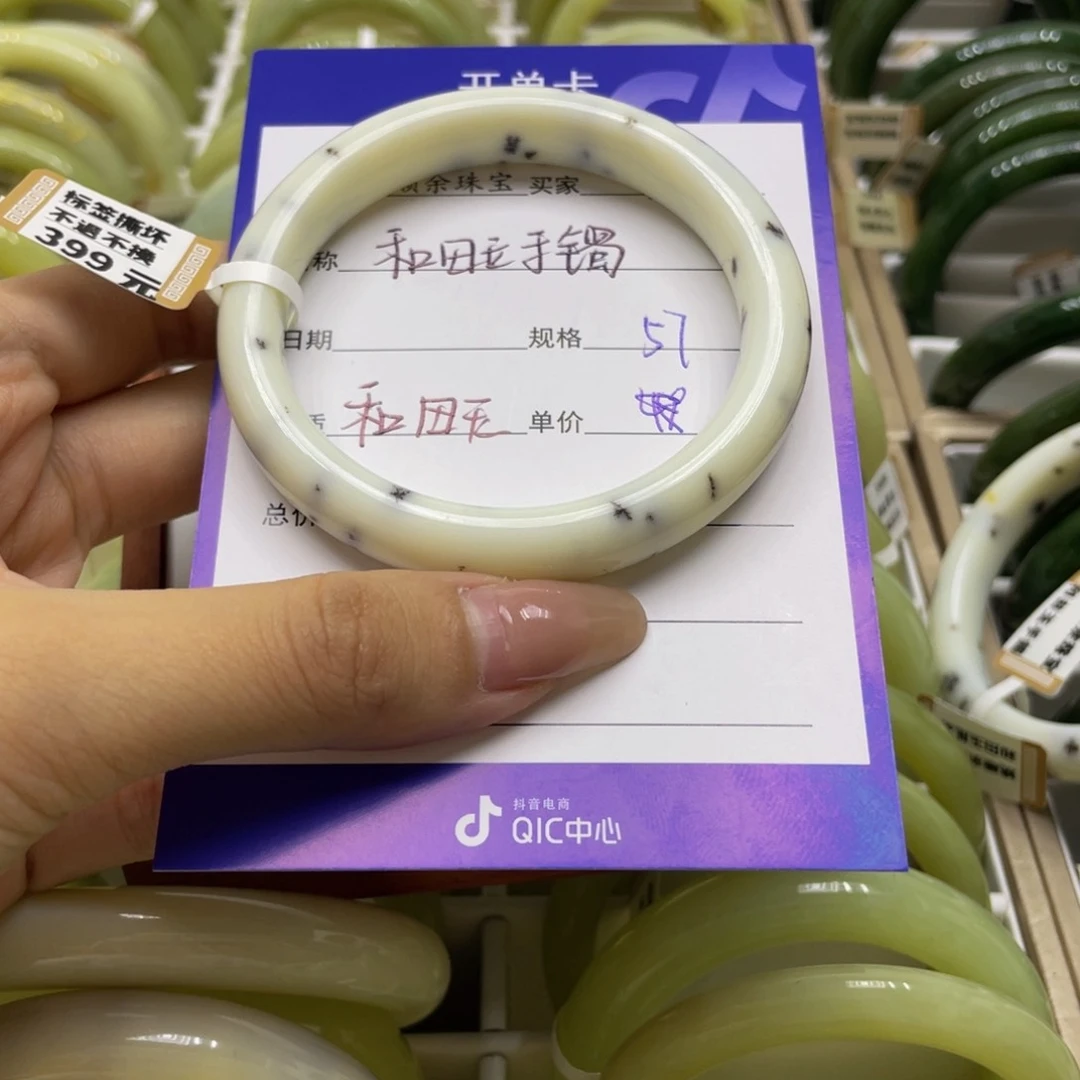 开单卡
余珠宝 买家
称 和田玉手镯
日期 规格 57
质 和田玉 单价
总价
抖音电商
QIC中心
标签撕坏
不退不换
399元